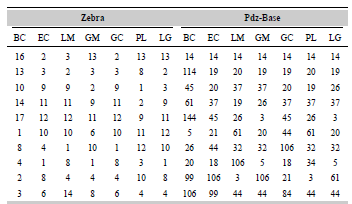 Zebra Pdz-Base
BC EC LM GM GC PL LG BC EC LM GM GC PL LG
16 2 3 13 2 13 13 14 14 14 14 14 14 14
13 3 2 3 3 8 2 114 19 20 19 19 20 19
10 9 9 2 9 1 3 45 20 37 37 20 19 26
14 11 11 9 11 2 9 61 37 19 26 37 37 37
17 12 12 11 12 9 11 144 45 26 3 45 26 3
1 10 10 6 10 11 12 5 21 61 20 44 61 20
8 4 1 10 1 12 10 26 44 32 32 106 32 32
4 1 8 1 8 3 1 20 18 106 5 18 34 5
2 8 4 4 4 10 8 99 106 3 106 21 3 61
3 6 14 8 6 4 4 106 99 44 44 84 44 44